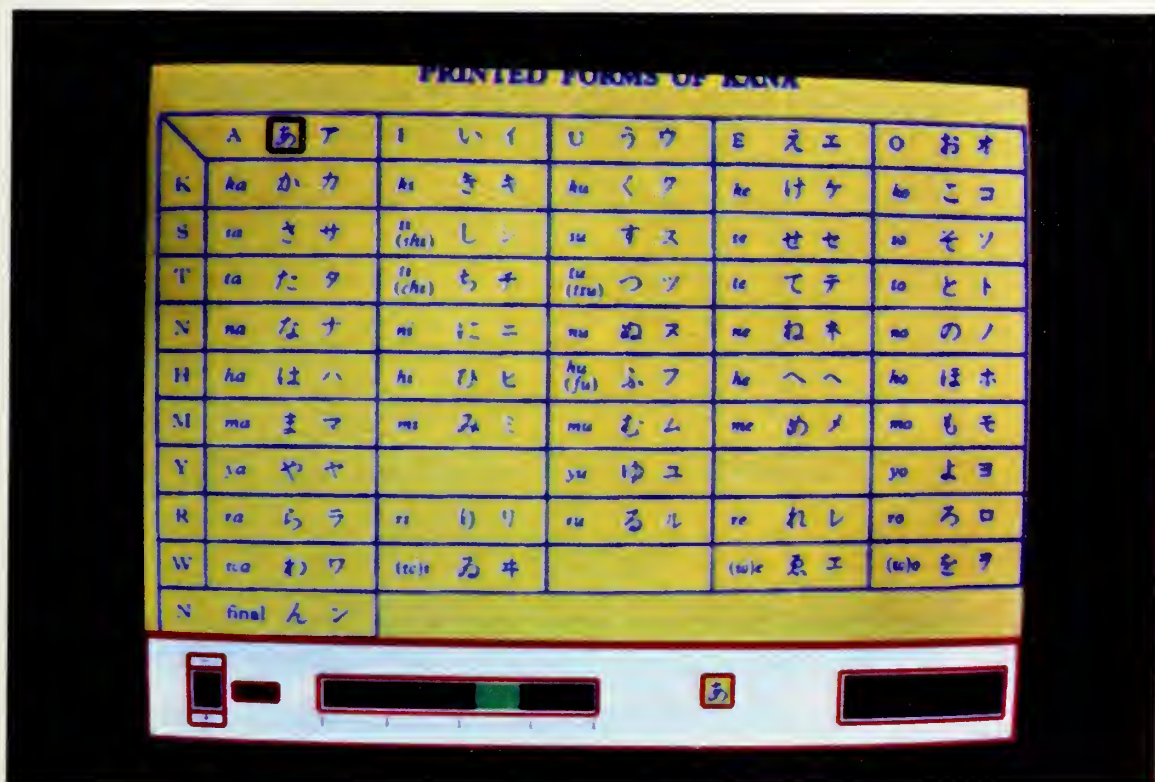 PRINTED FORMS OF KANA
A あ ア I い イ U う ウ E え エ O お オ
K ka か カ ki き キ ku く ク ke け ケ ko こ コ
S sa さ サ si (shi) し シ su す ス se せ セ so そ ソ
T ta た タ ti (chi) ち チ tu (tsu) つ ツ te て テ to と ト
N na な ナ ni に ニ nu ぬ ヌ ne ね ネ no の ノ
H ha は ハ hi ひ ヒ hu (fu) ふ フ he へ ヘ ho ほ ホ
M ma ま マ mi み ミ mu む ム me め メ mo も モ
Y ya や ヤ yu ゆ ユ yo よ ヨ
R ra ら ラ ri り リ ru る ル re れ レ ro ろ ロ
W wa わ ワ (w)i ゐ ヰ (w)e ゑ エ (w)o を ヲ
N final ん ン
あ